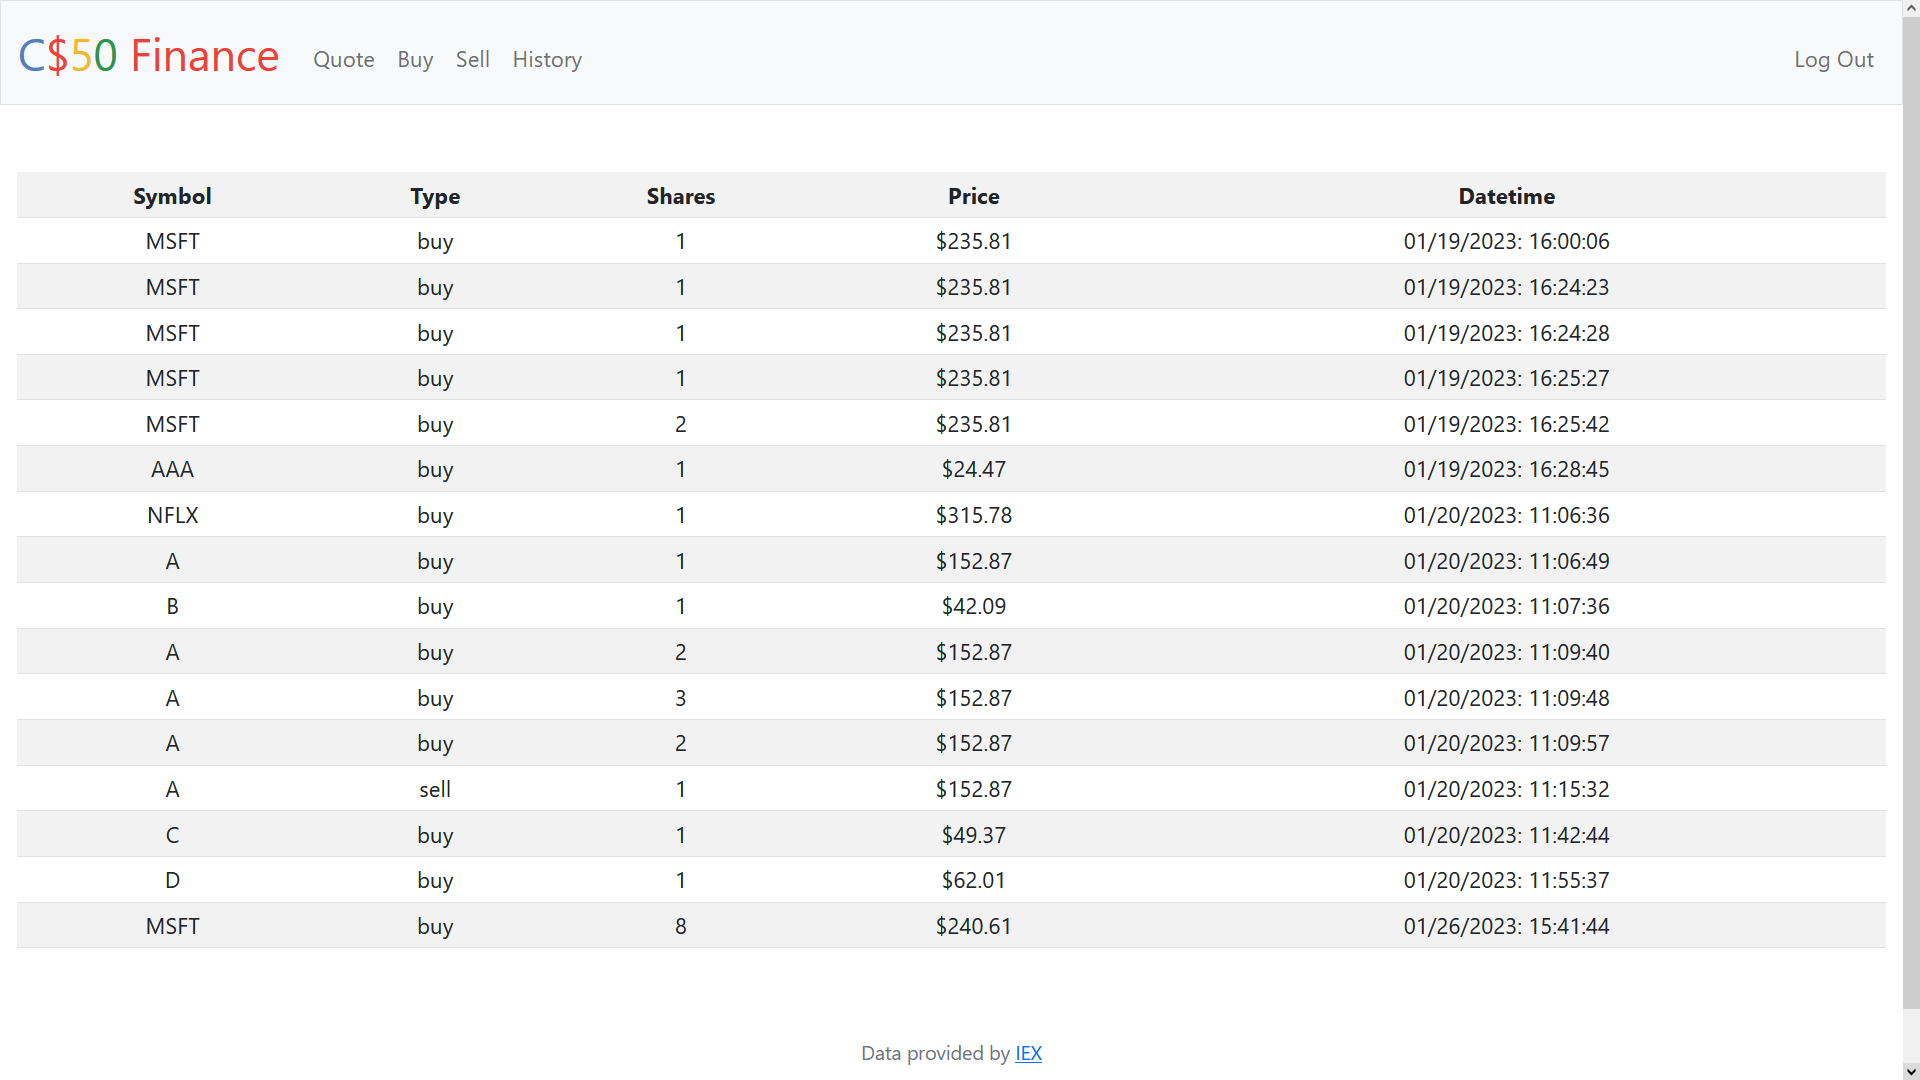 C$50 Finance Quote Buy Sell History Log Out
Symbol Type Shares Price Datetime
MSFT buy 1 $235.81 01/19/2023: 16:00:06
MSFT buy 1 $235.81 01/19/2023: 16:24:23
MSFT buy 1 $235.81 01/19/2023: 16:24:28
MSFT buy 1 $235.81 01/19/2023: 16:25:27
MSFT buy 2 $235.81 01/19/2023: 16:25:42
AAA buy 1 $24.47 01/19/2023: 16:28:45
NFLX buy 1 $315.78 01/20/2023: 11:06:36
A buy 1 $152.87 01/20/2023: 11:06:49
B buy 1 $42.09 01/20/2023: 11:07:36
A buy 2 $152.87 01/20/2023: 11:09:40
A buy 3 $152.87 01/20/2023: 11:09:48
A buy 2 $152.87 01/20/2023: 11:09:57
A sell 1 $152.87 01/20/2023: 11:15:32
C buy 1 $49.37 01/20/2023: 11:42:44
D buy 1 $62.01 01/20/2023: 11:55:37
MSFT buy 8 $240.61 01/26/2023: 15:41:44
Data provided by IEX